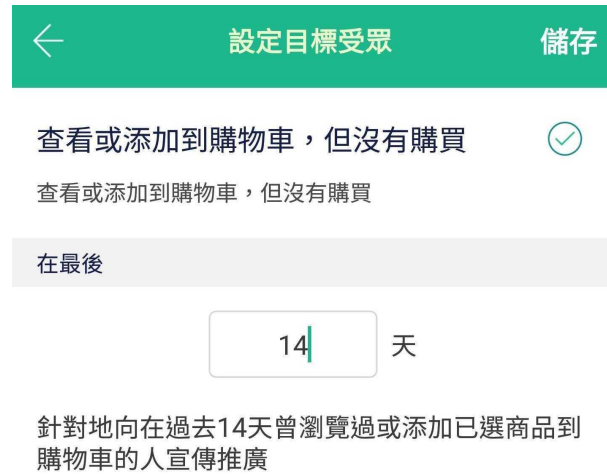 設定目標受眾 儲存
查看或添加到購物車，但沒有購買
查看或添加到購物車，但沒有購買
在最後
14 天
針對地向在過去14天曾瀏覽過或添加已選商品到
購物車的人宣傳推廣